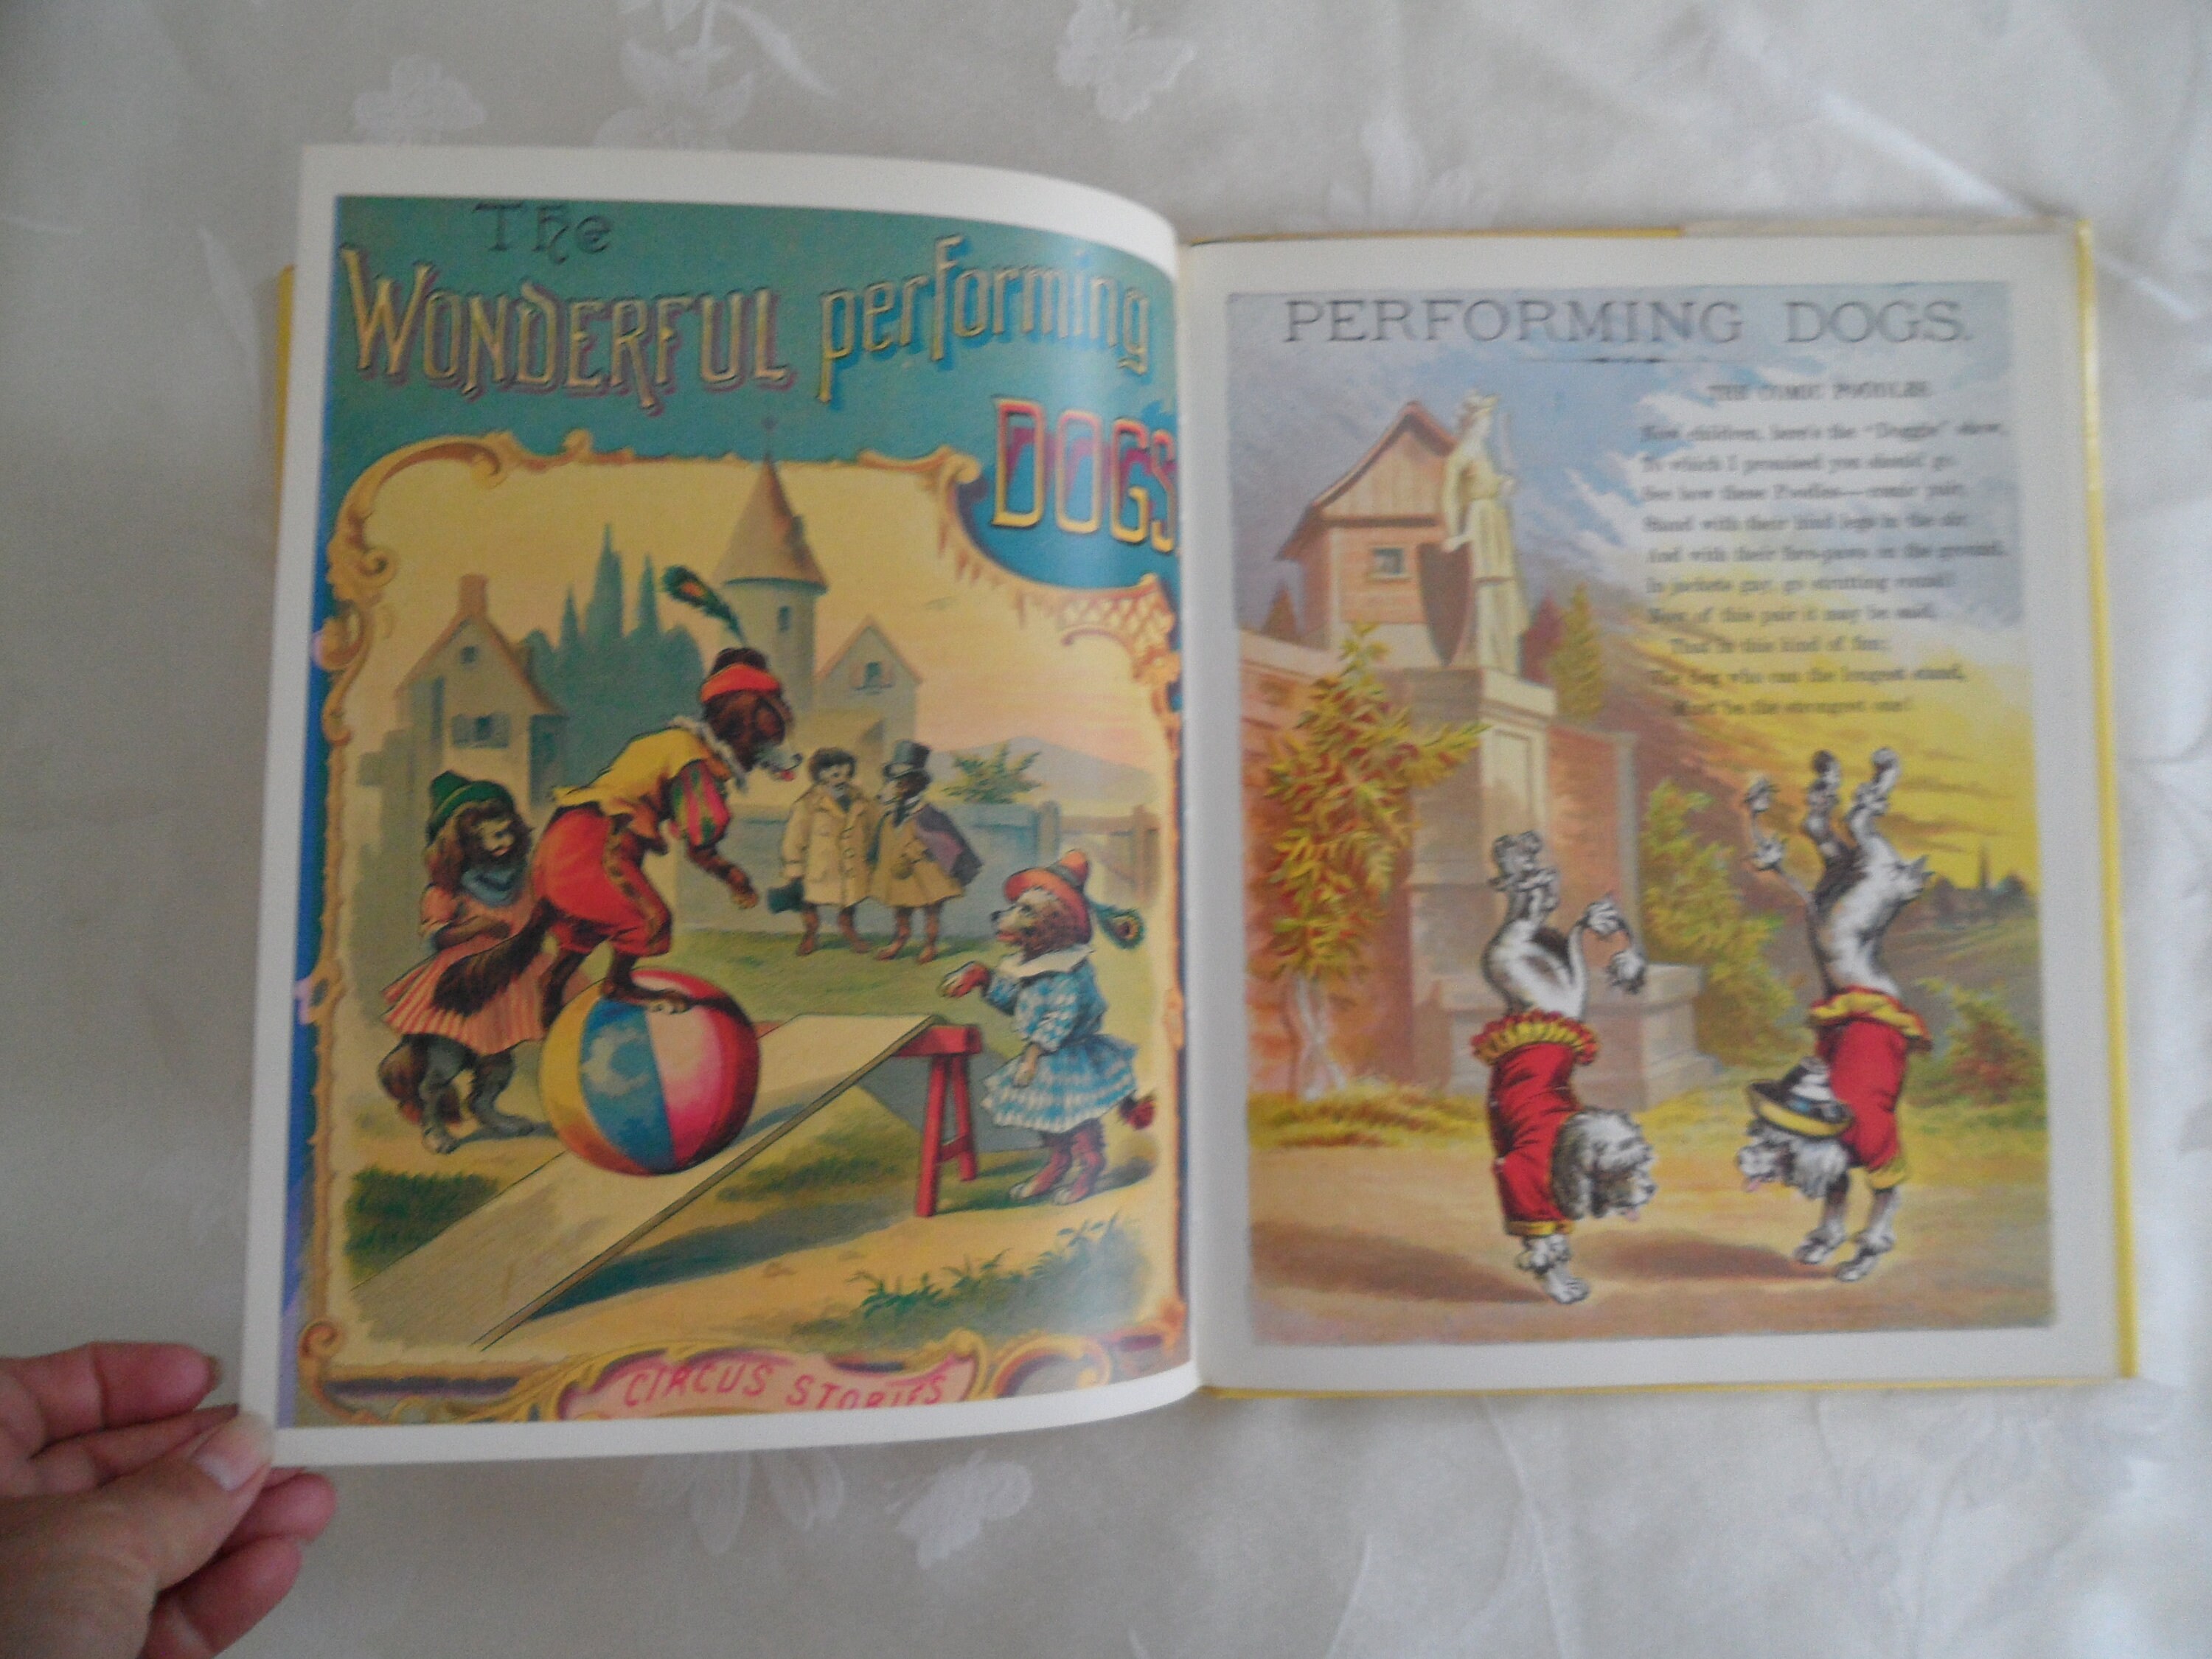 The
WONDERFUL performing
DOGS.
CIRCUS STORIES
PERFORMING DOGS.
THE COMIC POODLES.
Now children, here's the "Doggie" show,
To which I promised you should go.
See how these Poodles—comic pair,
Stand with their hind legs in the air
And with their fore-paws on the ground,
In jackets gay, go strutting round!
Now of this pair it may be said,
That in this kind of fun;
The dog who can the longest stand,
Must be the strongest one!